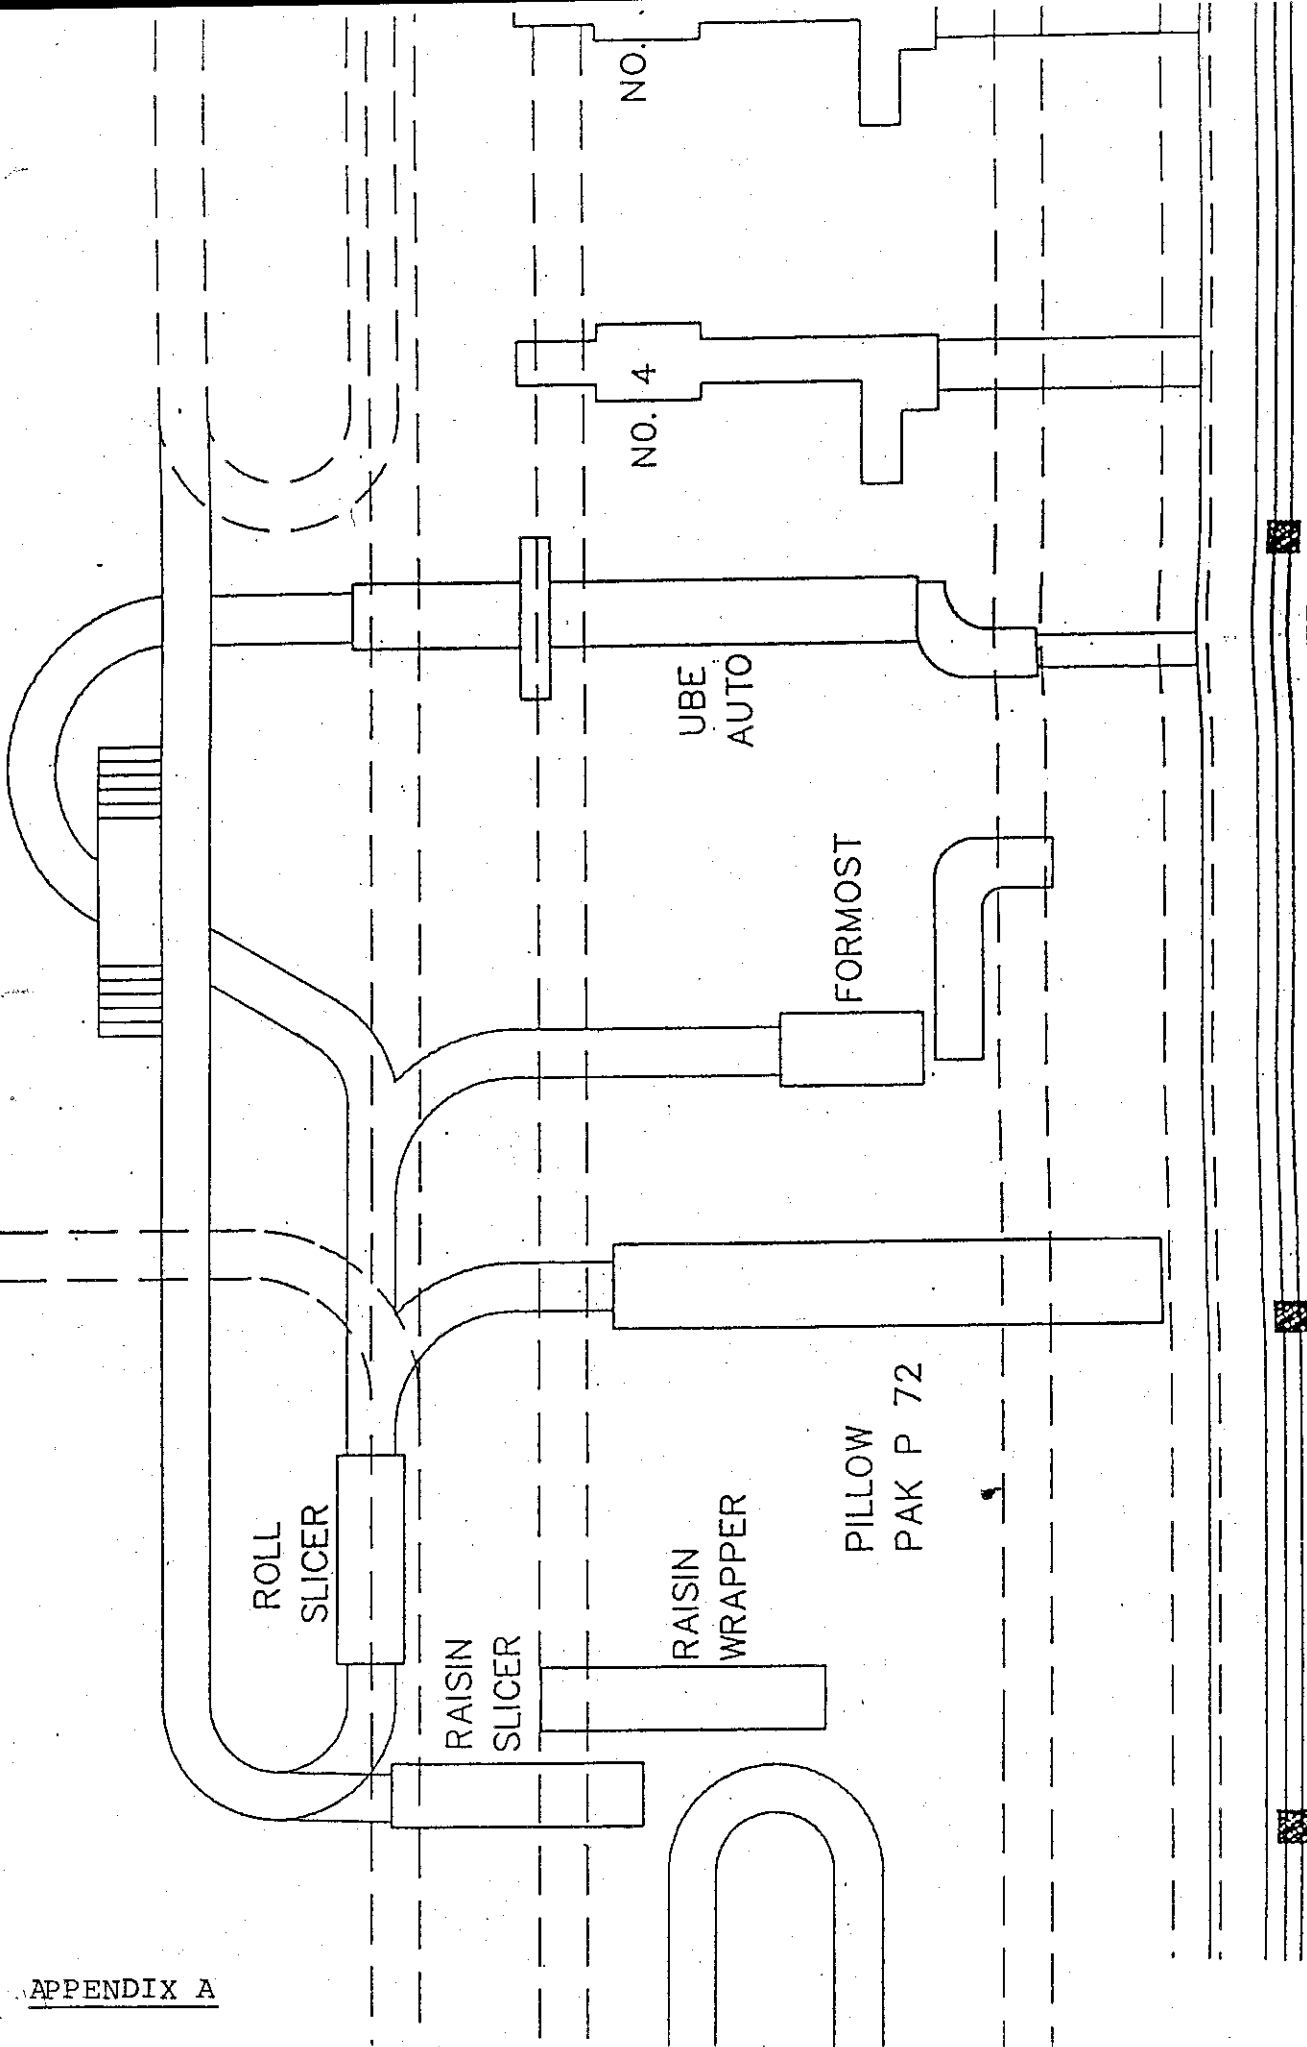 NO.
NO. 4
UBE
AUTO
FORMOST
PILLOW
PAK P 72
ROLL
SLICER
RAISIN
WRAPPER
RAISIN
SLICER
APPENDIX A